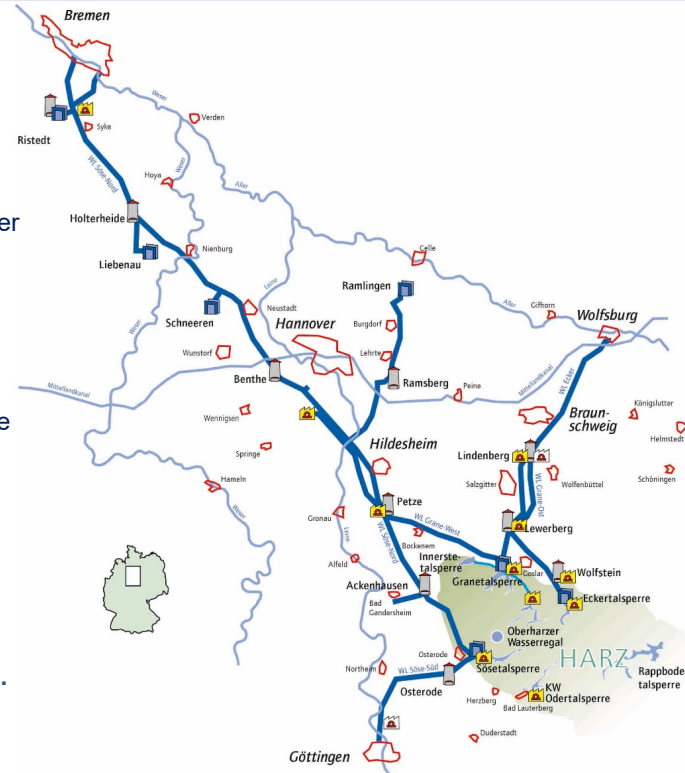 Bremen
Weser
Verden
Syke
Ristedt
WL Söse-Nord
Weser
Hoya
Aller
er
Holterheide
Nienburg
Liebenau
Celle
Ramlingen
Leine
Aller
Gifhorn
Neustadt
Schneeren
Weser
Hannover
Burgdorf
Wolfsburg
Wunstorf
Lehrte
Mittellandkanal
WL Ecker
Benthe
Ramsberg
Peine
Mittellandkanal
Königslutter
Wennigsen
e
Braun-
schweig
Helmstedt
Hildesheim
Springe
Lindenberg
Salzgitter
Wolfenbüttel
Schöningen
Hameln
WL Grane-Ost
Petze
Weser
Gronau
WL Grane-West
Lewerberg
Leine
WL Söse-Nord
Bockenem
Innerste-
talsperre
Goslar
Wolfstein
Alfeld
Granetalsperre
Ackenhausen
Eckertalsperre
Bad
Gandersheim
Oberharzer
Wasserregal
HARZ
Osterode
Sösetalsperre
Northeim
WL Söse-Süd
Rappbode
talsperre
.
Osterode
KW
Odertalsperre
Herzberg
Bad Lauterberg
Duderstadt
Göttingen